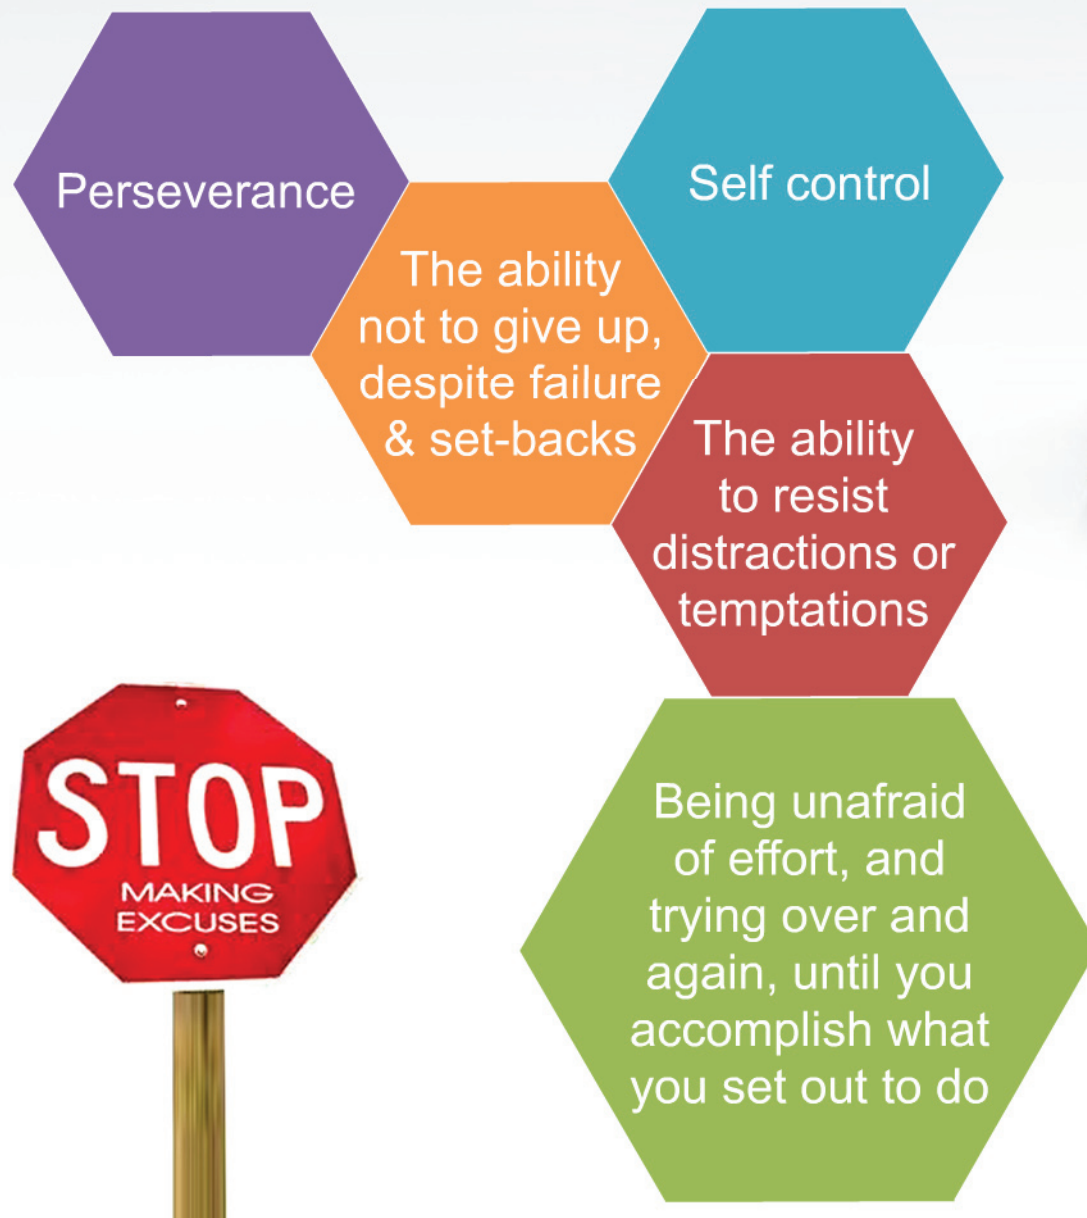 Perseverance
Self control
The ability
not to give up,
despite failure
& set-backs
The ability
to resist
distractions or
temptations
Being unafraid
of effort, and
trying over and
again, until you
accomplish what
you set out to do
STOP
MAKING
EXCUSES